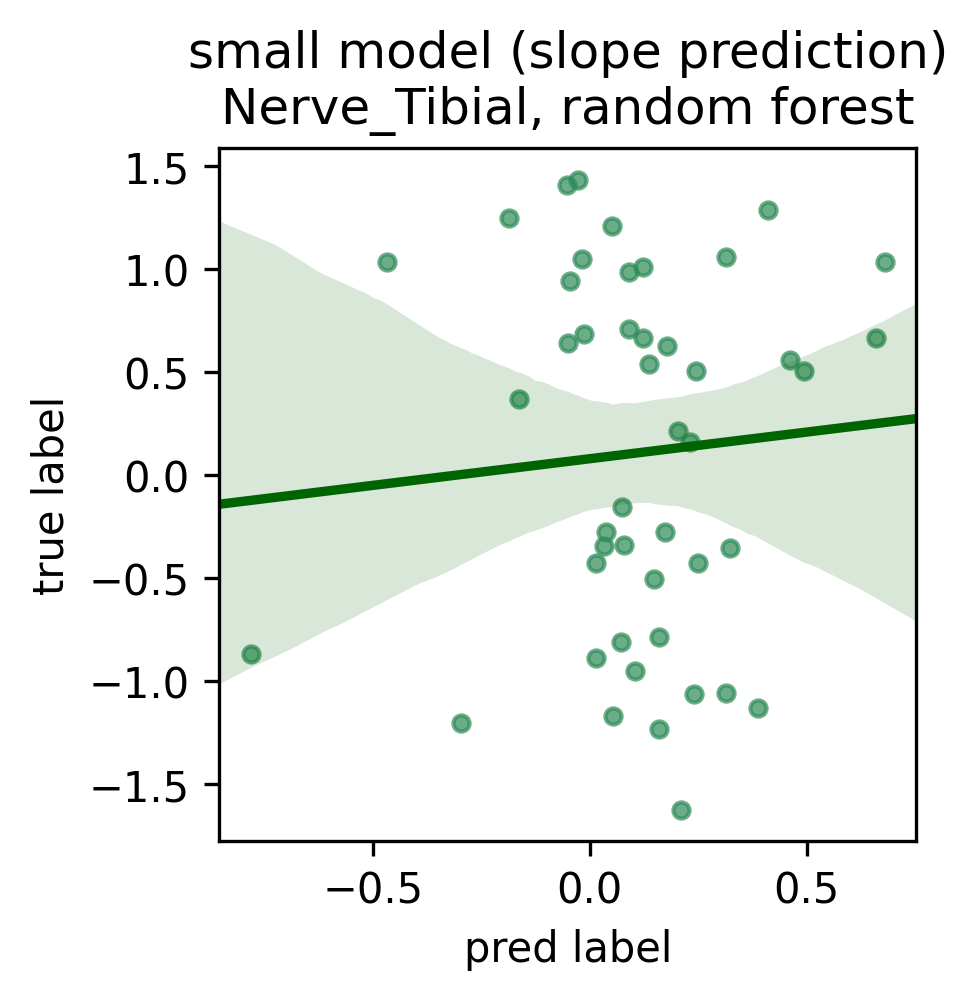 small model (slope prediction)
Nerve_Tibial, random forest
1.5
1.0
0.5
0.0
−0.5
−1.0
−1.5
true label
−0.5
0.0
0.5
pred label